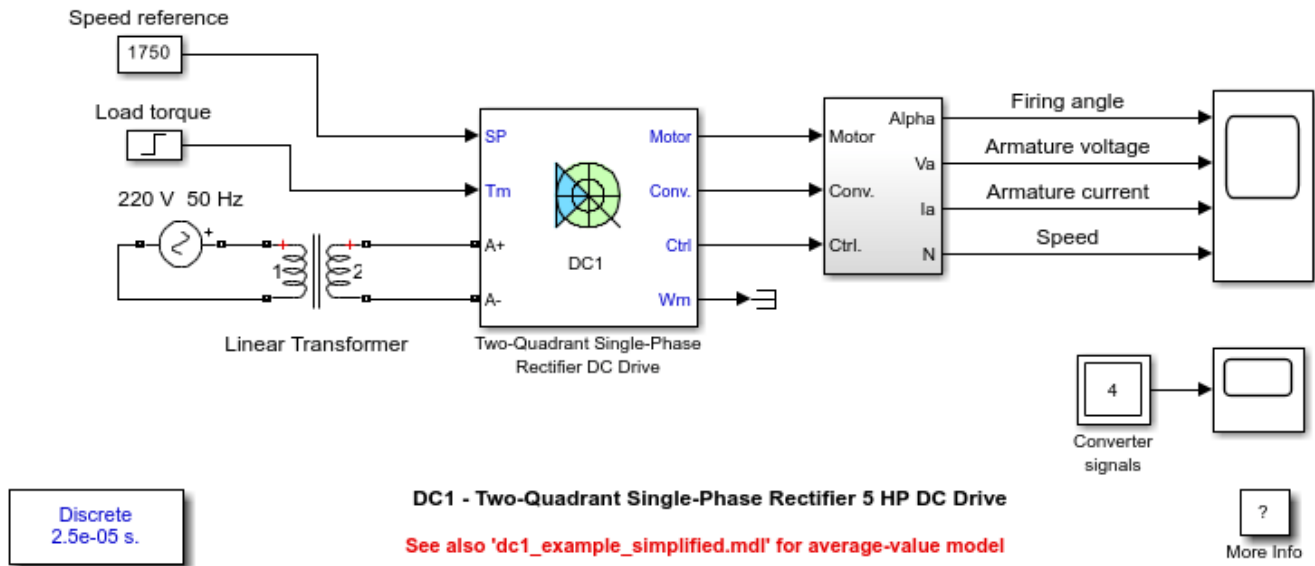 Speed reference
1750
Load torque
220 V 50 Hz
1
2
Linear Transformer
SP
Tm
A+
A-
Motor
Conv.
Ctrl
Wm
DC1
Two-Quadrant Single-Phase
Rectifier DC Drive
Motor
Conv.
Ctrl.
Alpha
Va
Ia
N
Firing angle
Armature voltage
Armature current
Speed
4
Converter
signals
Discrete
2.5e-05 s.
DC1 - Two-Quadrant Single-Phase Rectifier 5 HP DC Drive
See also 'dc1_example_simplified.mdl' for average-value model
?
More Info